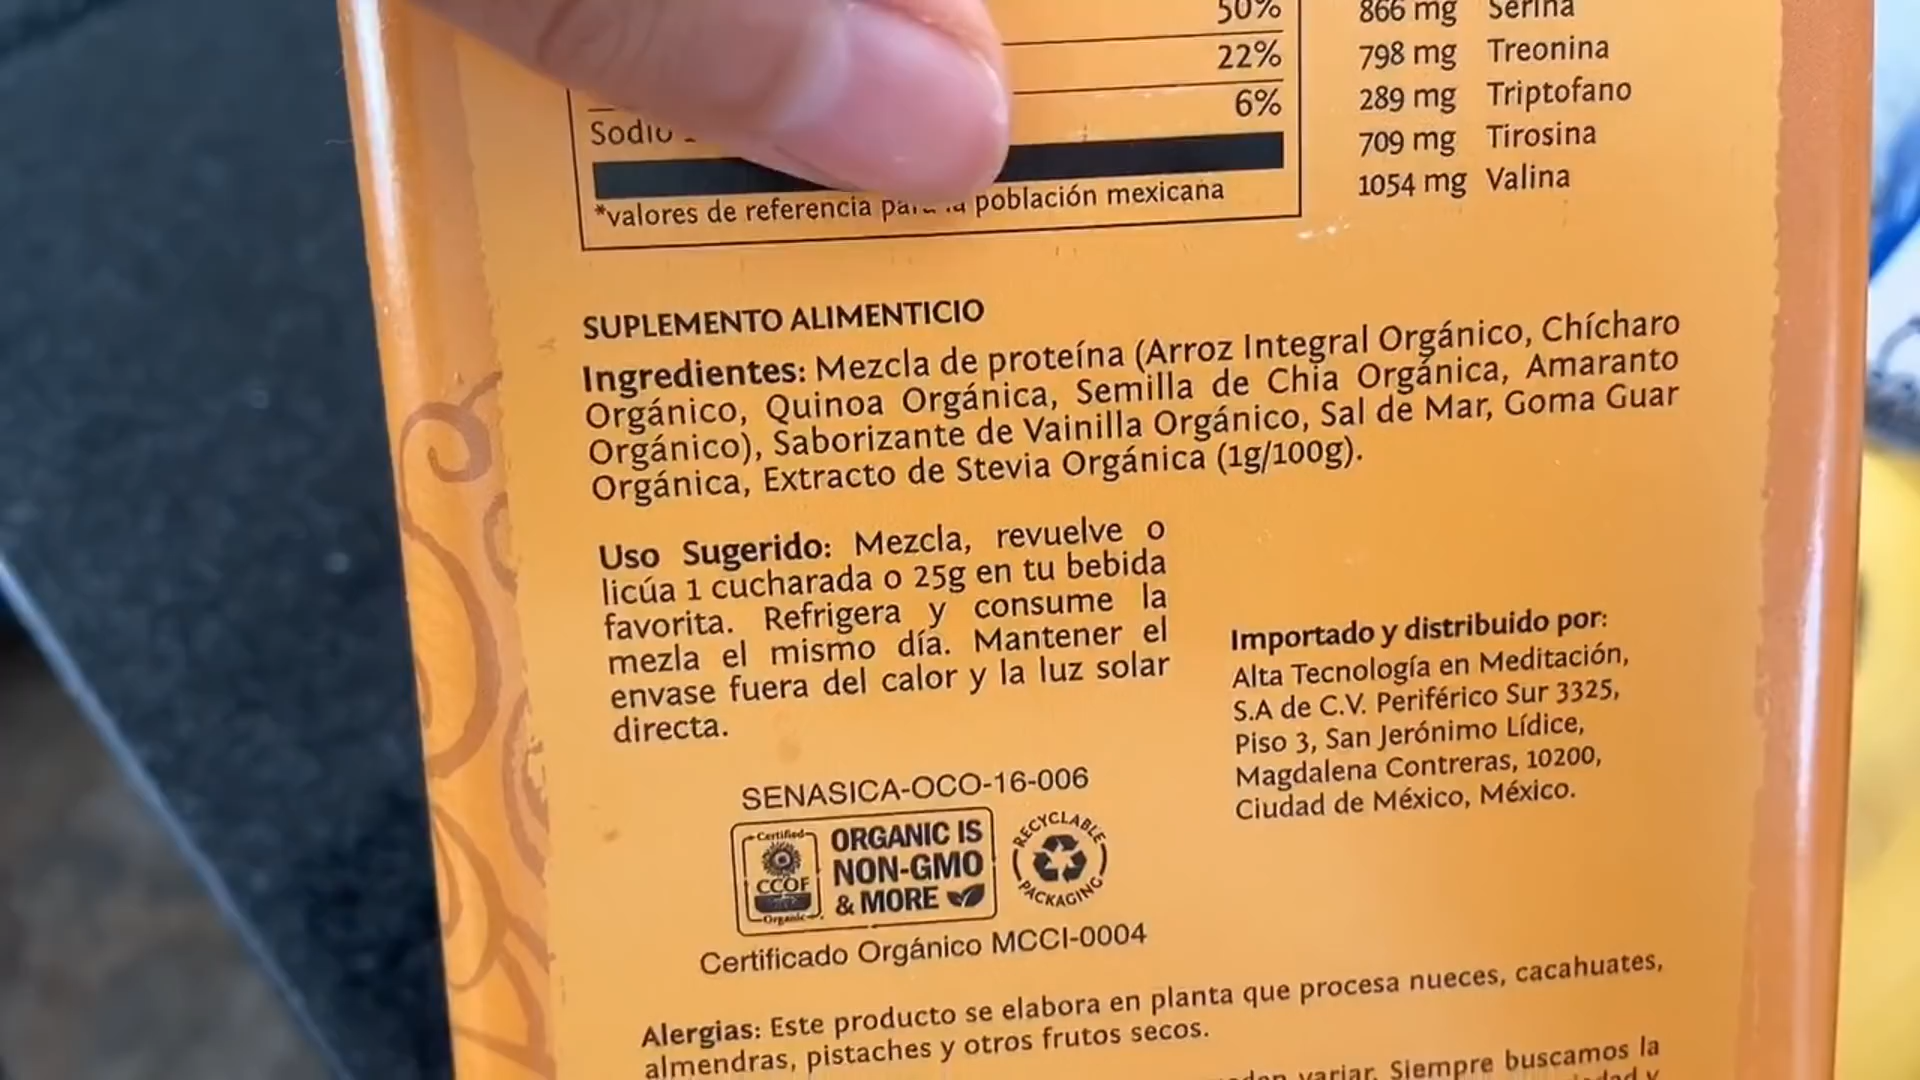 50%
22%
6%
Sodio
*valores de referencia población mexicana
866 mg Serina
798 mg Treonina
289 mg Triptofano
709 mg Tirosina
1054 mg Valina
SUPLEMENTO ALIMENTICIO
Ingredientes: Mezcla de proteína (Arroz Integral Orgánico, Chícharo
Orgánico, Quinoa Orgánica, Semilla de Chia Orgánica, Amaranto
Orgánico), Saborizante de Vainilla Orgánico, Sal de Mar, Goma Guar
Orgánica, Extracto de Stevia Orgánica (1g/100g).
Uso Sugerido: Mezcla, revuelve o
licúa 1 cucharada o 25g en tu bebida
favorita. Refrigera y consume la
mezla el mismo día. Mantener el
envase fuera del calor y la luz solar
directa.
Importado y distribuido por:
Alta Tecnología en Meditación,
S.A de C.V. Periférico Sur 3325,
Piso 3, San Jerónimo Lídice,
Magdalena Contreras, 10200,
Ciudad de México, México.
SENASICA-OCO-16-006
Certified
CCOF
Organic
ORGANIC IS
NON-GMO
& MORE
RECYCLABLE
PACKAGING
Certificado Orgánico MCCI-0004
Alergias: Este producto se elabora en planta que procesa nueces, cacahuates,
almendras, pistaches y otros frutos secos.
variar. Siempre buscamos la